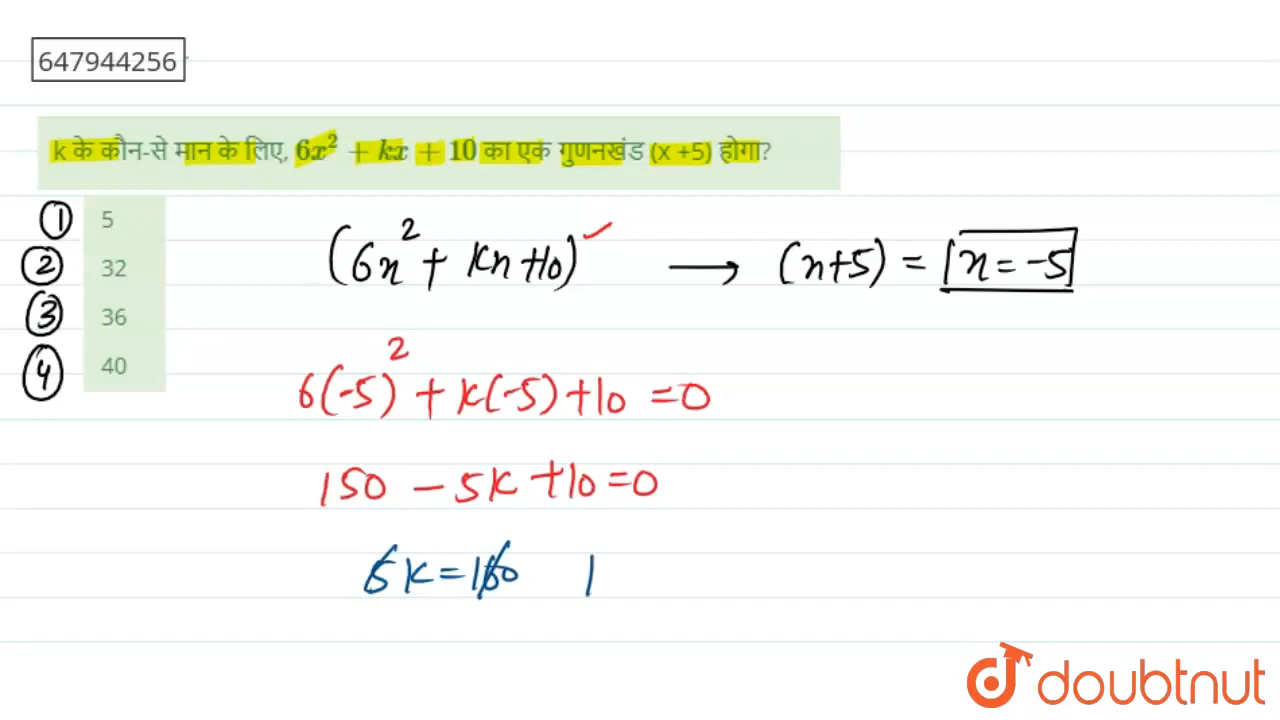 647944256
k के कौन-से मान के लिए, 6x² + kx + 10 का एक गुणनखंड (x +5) होगा?
① 5
② 32
③ 36
④ 40
(6x² + kx+10) ✓ → (x+5) = x = -5
6(-5)² + k(-5) + 10 = 0
150 - 5k + 10 = 0
5k = 160 1
doubtnut